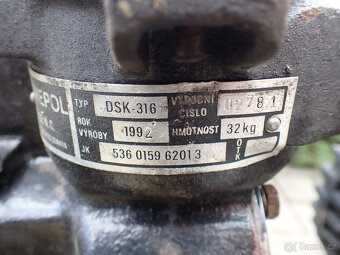 EPOL
TYP DSK-316 VÝROBNÍ ČÍSLO 02781
ROK VÝROBY 1992 HMOTNOST 32kg
JK 536 0159 62013 OTK